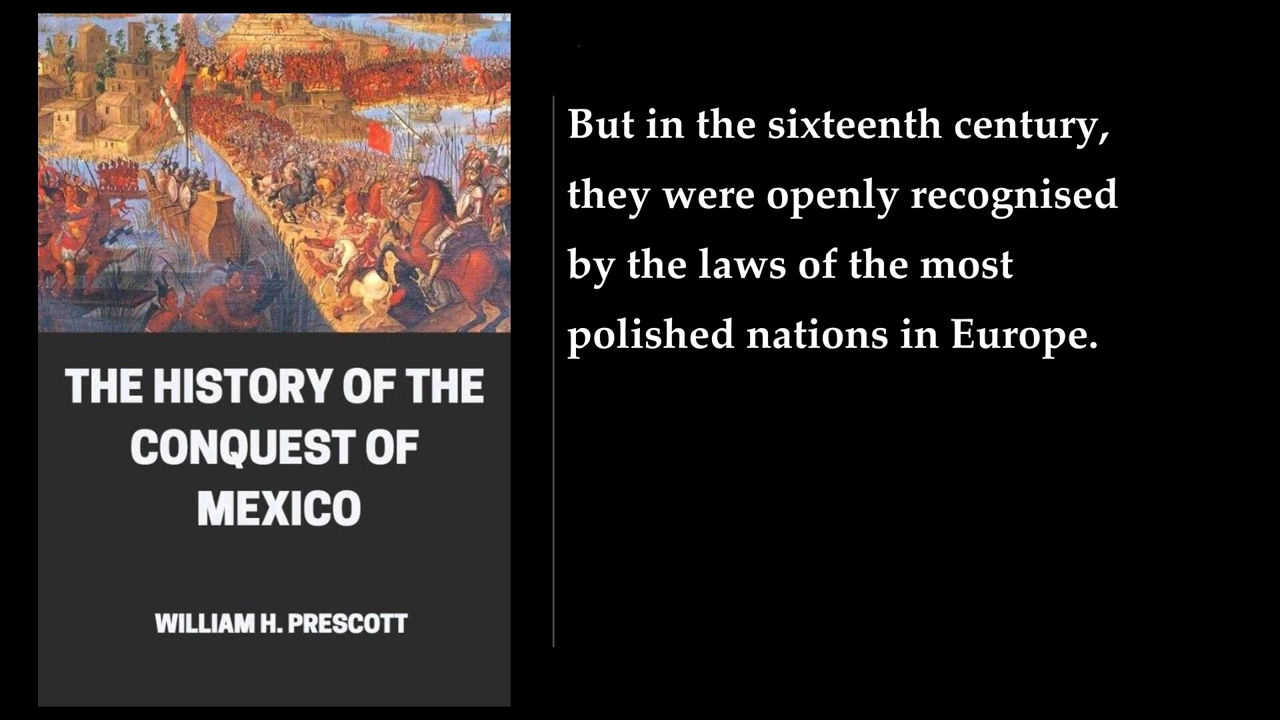 THE HISTORY OF THE
CONQUEST OF
MEXICO
WILLIAM H. PRESCOTT
But in the sixteenth century,
they were openly recognised
by the laws of the most
polished nations in Europe.